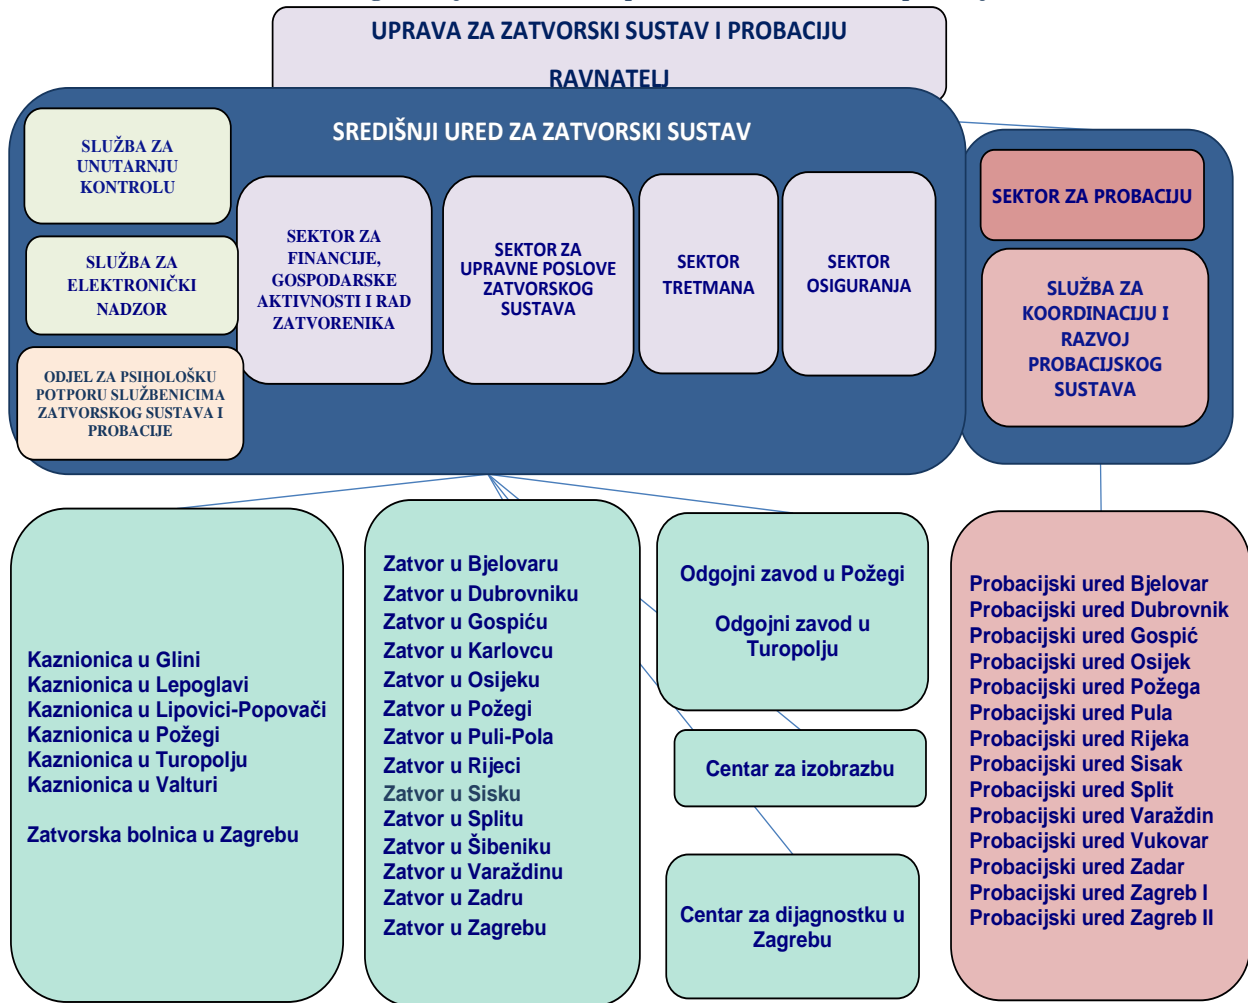 UPRAVA ZA ZATVORSKI SUSTAV I PROBACIJU
RAVNATELJ
SREDIŠNJI URED ZA ZATVORSKI SUSTAV
SLUŽBA ZA
UNUTARNJU
KONTROLU
SLUŽBA ZA
ELEKTRONIČKI
NADZOR
ODJEL ZA PSIHOLOŠKU
POTPORU SLUŽBENICIMA
ZATVORSKOG SUSTAVA I
PROBACIJE
SEKTOR ZA
FINANCIJE,
GOSPODARSKE
AKTIVNOSTI I RAD
ZATVORENIKA
SEKTOR ZA
UPRAVNE POSLOVE
ZATVORSKOG
SUSTAVA
SEKTOR
TRETMANA
SEKTOR
OSIGURANJA
SEKTOR ZA PROBACIJU
SLUŽBA ZA
KOORDINACIJU I
RAZVOJ
PROBACIJSKOG
SUSTAVA
Kaznionica u Glini
Kaznionica u Lepoglavi
Kaznionica u Lipovici-Popovači
Kaznionica u Požegi
Kaznionica u Turopolju
Kaznionica u Valturi
Zatvorska bolnica u Zagrebu
Zatvor u Bjelovaru
Zatvor u Dubrovniku
Zatvor u Gospiću
Zatvor u Karlovcu
Zatvor u Osijeku
Zatvor u Požegi
Zatvor u Puli-Pola
Zatvor u Rijeci
Zatvor u Sisku
Zatvor u Splitu
Zatvor u Šibeniku
Zatvor u Varaždinu
Zatvor u Zadru
Zatvor u Zagrebu
Odgojni zavod u Požegi
Odgojni zavod u
Turopolju
Centar za izobrazbu
Centar za dijagnostku u
Zagrebu
Probacijski ured Bjelovar
Probacijski ured Dubrovnik
Probacijski ured Gospić
Probacijski ured Osijek
Probacijski ured Požega
Probacijski ured Pula
Probacijski ured Rijeka
Probacijski ured Sisak
Probacijski ured Split
Probacijski ured Varaždin
Probacijski ured Vukovar
Probacijski ured Zadar
Probacijski ured Zagreb I
Probacijski ured Zagreb II